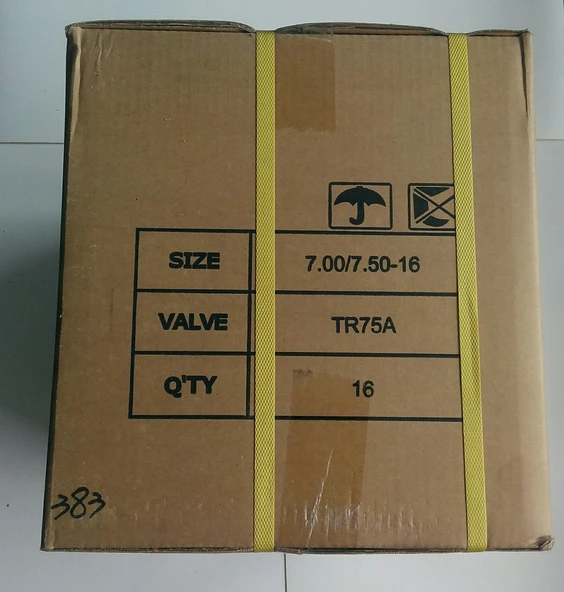 SIZE 7.00/7.50-16
VALVE TR75A
Q'TY 16
383